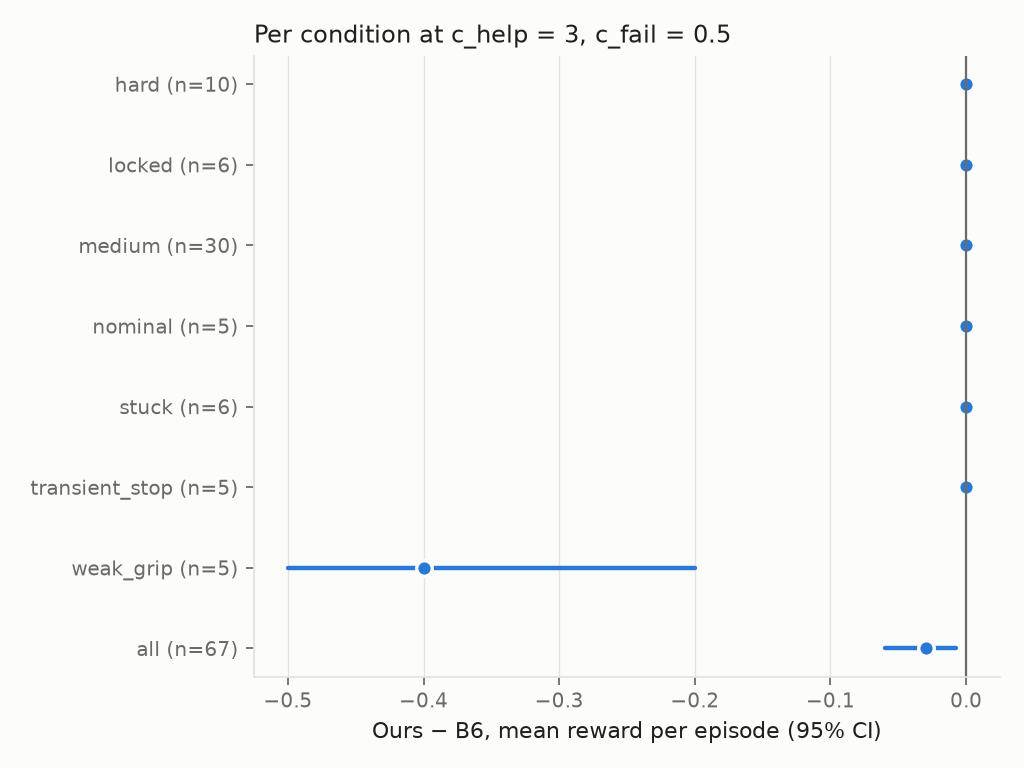 Per condition at c_help = 3, c_fail = 0.5
hard (n=10)
locked (n=6)
medium (n=30)
nominal (n=5)
stuck (n=6)
transient_stop (n=5)
weak_grip (n=5)
all (n=67)
−0.5 −0.4 −0.3 −0.2 −0.1 0.0
Ours − B6, mean reward per episode (95% CI)